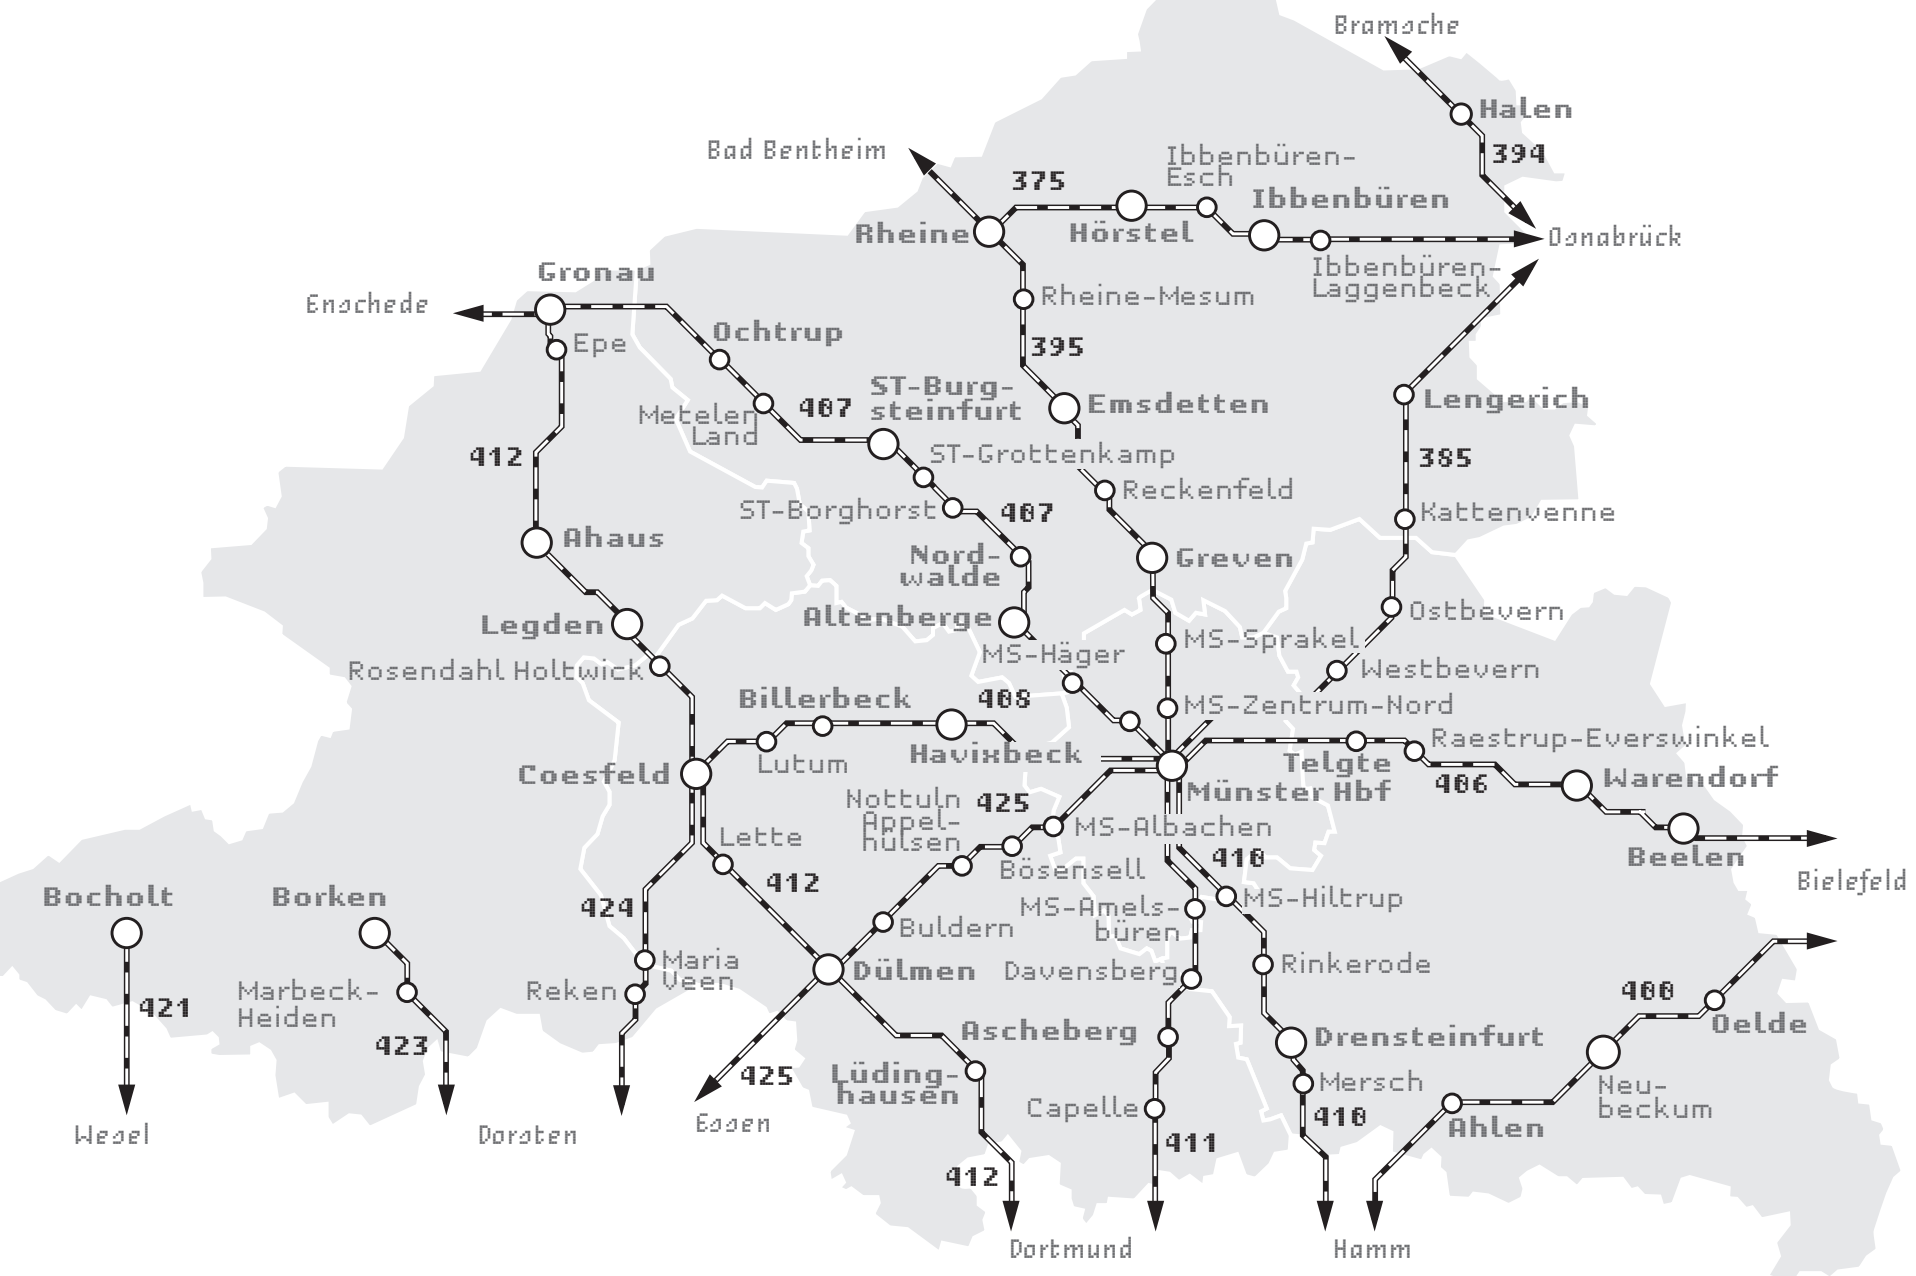 Bramsche
Halen
394
Bad Bentheim
375
Ibbenbüren-
Esch
Ibbenbüren
Rheine
Hörstel
Osnabrück
Ibbenbüren-
Laggenbeck
Gronau
Enschede
Rheine-Mesum
Epe
Ochtrup
395
ST-Burg-
steinfurt
Metelen
Land
407
Emsdetten
Lengerich
412
ST-Grottenkamp
385
Reckenfeld
ST-Borghorst
407
Kattenvenne
Ahaus
Nord-
walde
Greven
Legden
Altenberge
Ostbevern
MS-Häger
MS-Sprakel
Rosendahl Holtwick
Westbevern
Billerbeck
408
MS-Zentrum-Nord
Raestrup-Everswinkel
Havixbeck
Lutum
Telgte
Coesfeld
406
Warendorf
Münster Hbf
Nottuln
Appel-
hülsen
425
MS-Albachen
Lette
410
Beelen
Bösensell
412
Bielefeld
Bocholt
Borken
424
MS-Amels-
büren
MS-Hiltrup
Buldern
Maria
Veen
Dülmen
Davensberg
Rinkerode
Marbeck-
Heiden
Reken
421
400
Oelde
423
Ascheberg
Drensteinfurt
425
Lüding-
hausen
Mersch
Neu-
beckum
Capelle
410
Ahlen
Wesel
Dorsten
Essen
411
412
Dortmund
Hamm